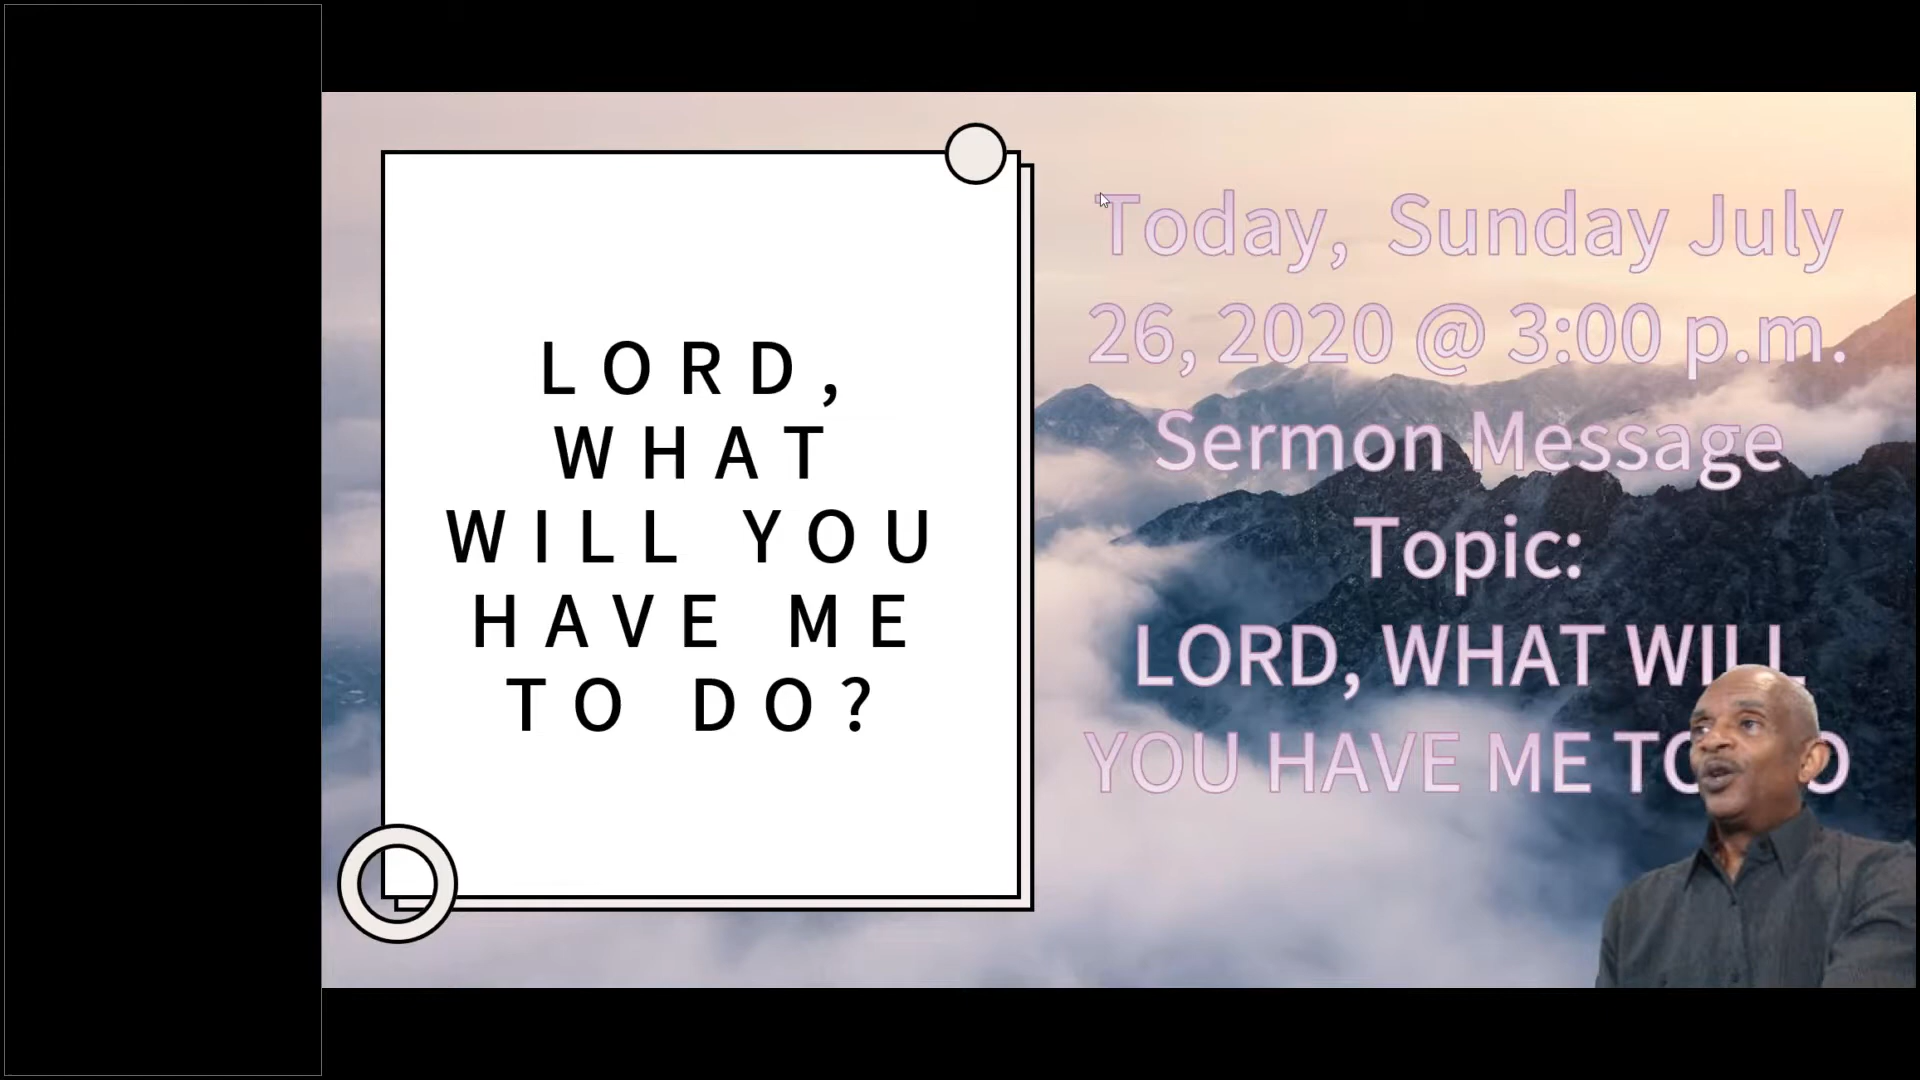 LORD,
WHAT
WILL YOU
HAVE ME
TO DO?
Today, Sunday July
26, 2020 @ 3:00 p.m.
Sermon Message
Topic:
LORD, WHAT WILL
YOU HAVE ME TO